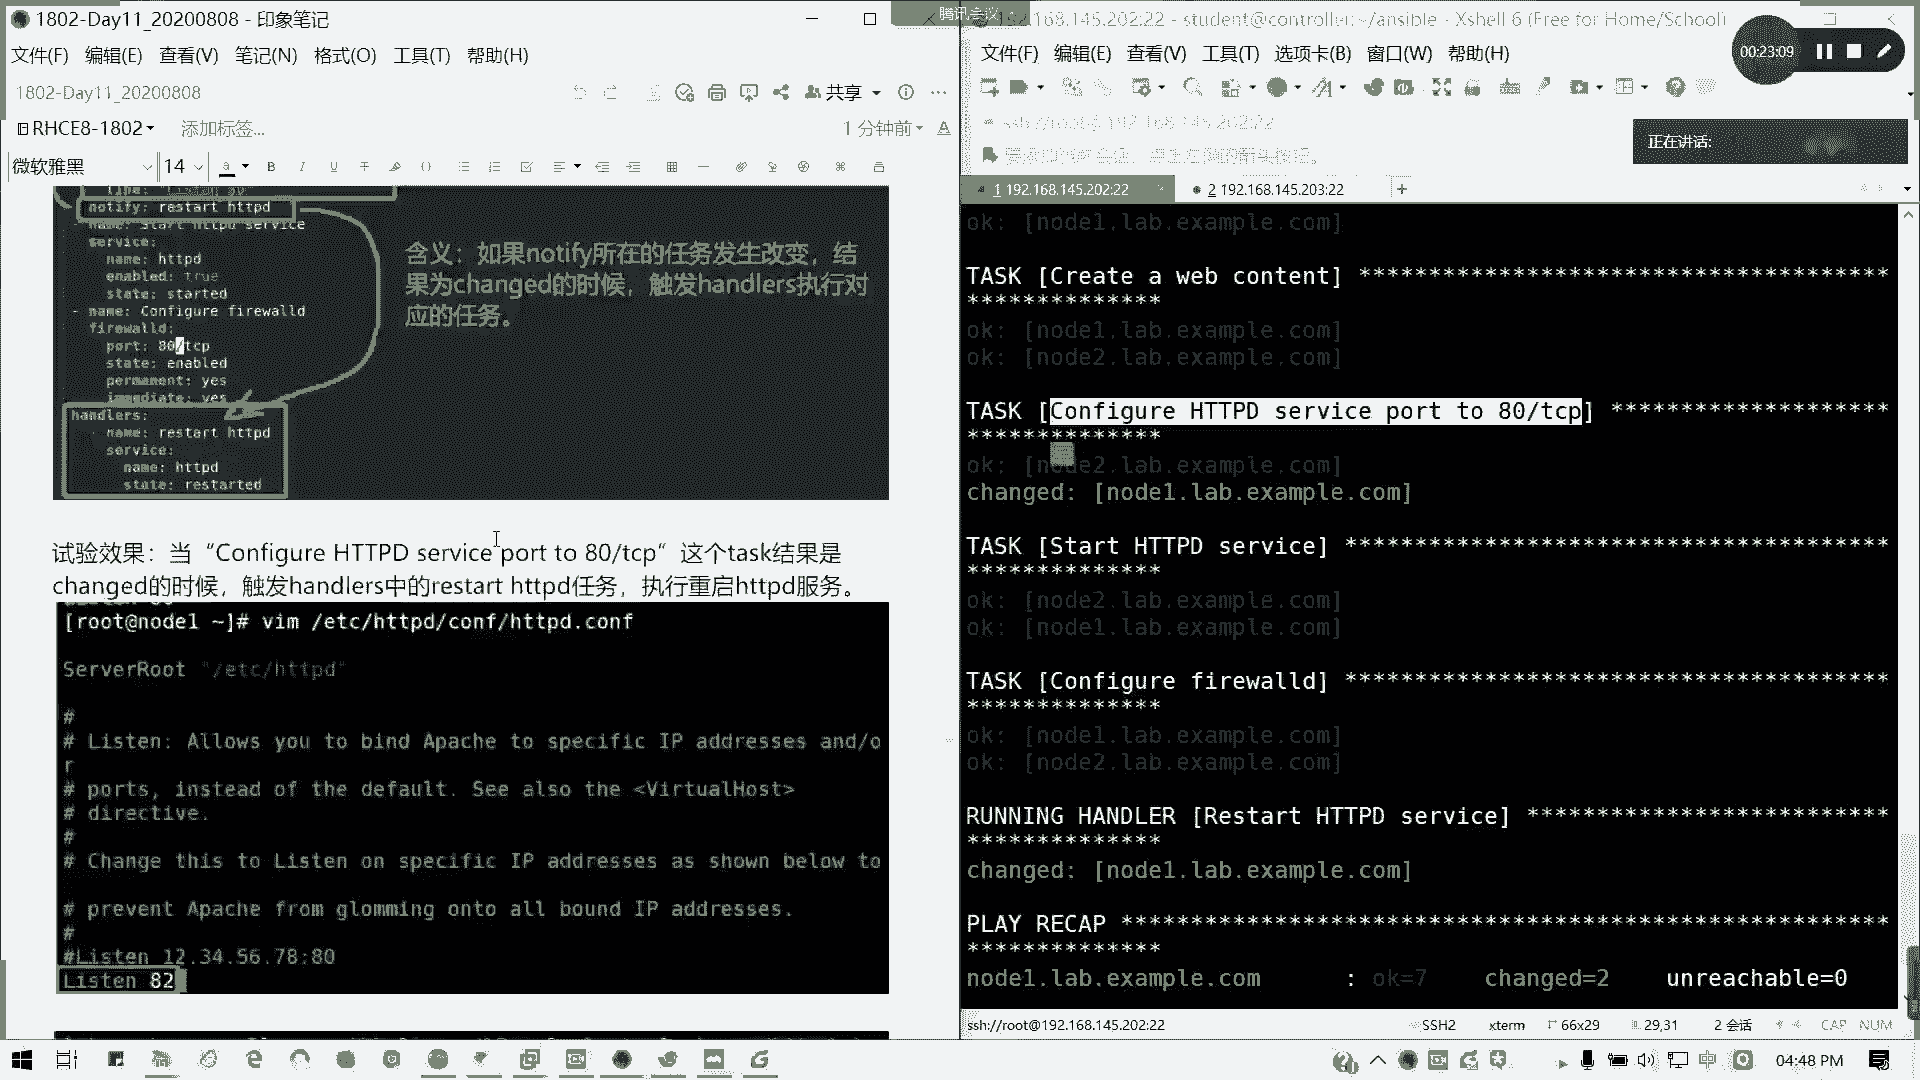 1802-Day11_20200808 - 印象笔记
文件(F) 编辑(E) 查看(V) 笔记(N) 格式(O) 工具(T) 帮助(H)
1802-Day11_20200808
共享
RHCE8-1802
添加标签...
1 分钟前
微软雅黑
14
notify: restart httpd
- name: Start httpd service
service:
name: httpd
enabled: true
state: started
- name: Configure firewalld
firewalld:
port: 80/tcp
state: enabled
permanent: yes
immediate: yes
handlers:
- name: restart httpd
service:
name: httpd
state: restarted
含义：如果notify所在的任务发生改变，结
果为changed的时候，触发handlers执行对
应的任务。
试验效果：当“Configure HTTPD service port to 80/tcp”这个task结果是
changed的时候，触发handlers中的restart httpd任务，执行重启httpd服务。
[root@node1 ~]# vim /etc/httpd/conf/httpd.conf
ServerRoot "/etc/httpd"
#
# Listen: Allows you to bind Apache to specific IP addresses and/o
r
# ports, instead of the default. See also the <VirtualHost>
# directive.
#
# Change this to Listen on specific IP addresses as shown below to
# prevent Apache from glomming onto all bound IP addresses.
#
#Listen 12.34.56.78:80
Listen 82
腾讯会议
192.168.145.202:22 - student@controller:~/ansible - Xshell 6 (Free for Home/School)
文件(F) 编辑(E) 查看(V) 工具(T) 选项卡(B) 窗口(W) 帮助(H)
00:23:09
ssh://root@192.168.145.202:22
正在讲话:
1 192.168.145.202:22
2 192.168.145.203:22
ok: [node1.lab.example.com]
TASK [Create a web content] *************************************
**************
ok: [node1.lab.example.com]
ok: [node2.lab.example.com]
TASK [Configure HTTPD service port to 80/tcp] *******************
**************
ok: [node2.lab.example.com]
changed: [node1.lab.example.com]
TASK [Start HTTPD service] **************************************
**************
ok: [node2.lab.example.com]
ok: [node1.lab.example.com]
TASK [Configure firewalld] **************************************
**************
ok: [node1.lab.example.com]
ok: [node2.lab.example.com]
RUNNING HANDLER [Restart HTTPD service] *************************
**************
changed: [node1.lab.example.com]
PLAY RECAP ******************************************************
**************
node1.lab.example.com : ok=7 changed=2 unreachable=0
ssh://root@192.168.145.202:22
SSH2
xterm
66x29
29,31
2 会话
CAP NUM
中
04:48 PM